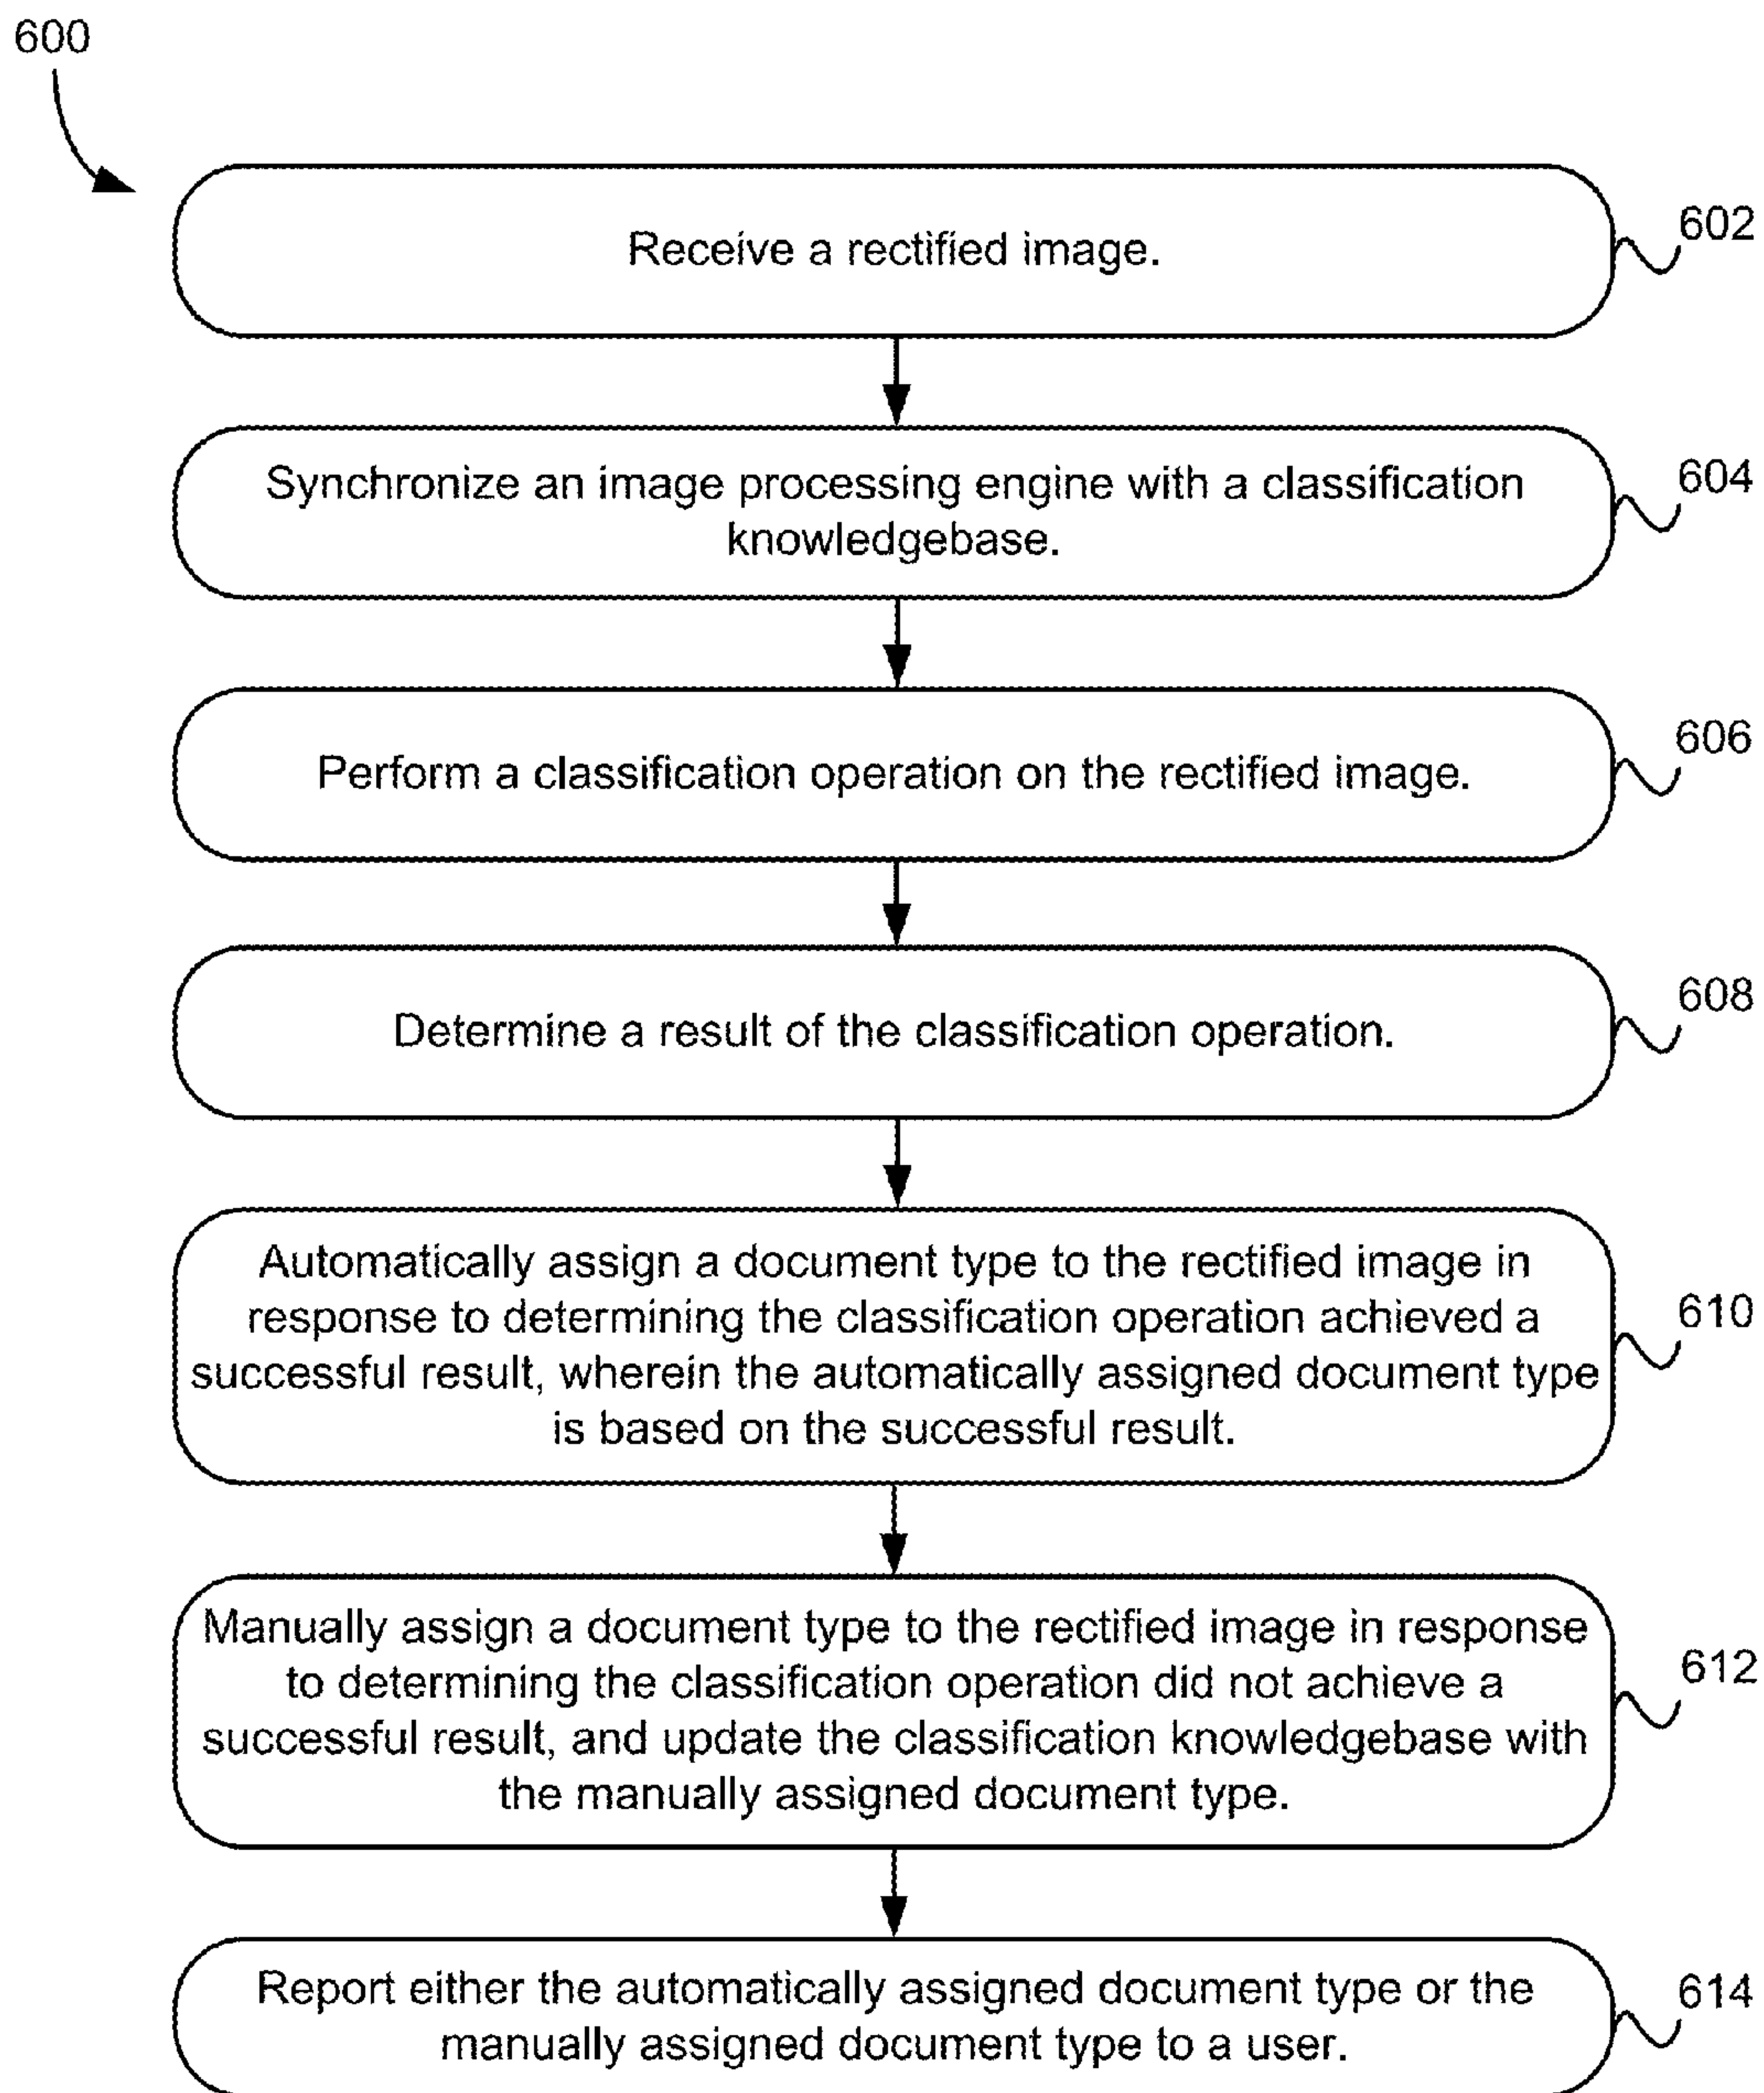 600
Receive a rectified image.
602
Synchronize an image processing engine with a classification
knowledgebase.
604
Perform a classification operation on the rectified image.
606
Determine a result of the classification operation.
608
Automatically assign a document type to the rectified image in
response to determining the classification operation achieved a
successful result, wherein the automatically assigned document type
is based on the successful result.
610
Manually assign a document type to the rectified image in response
to determining the classification operation did not achieve a
successful result, and update the classification knowledgebase with
the manually assigned document type.
612
Report either the automatically assigned document type or the
manually assigned document type to a user.
614